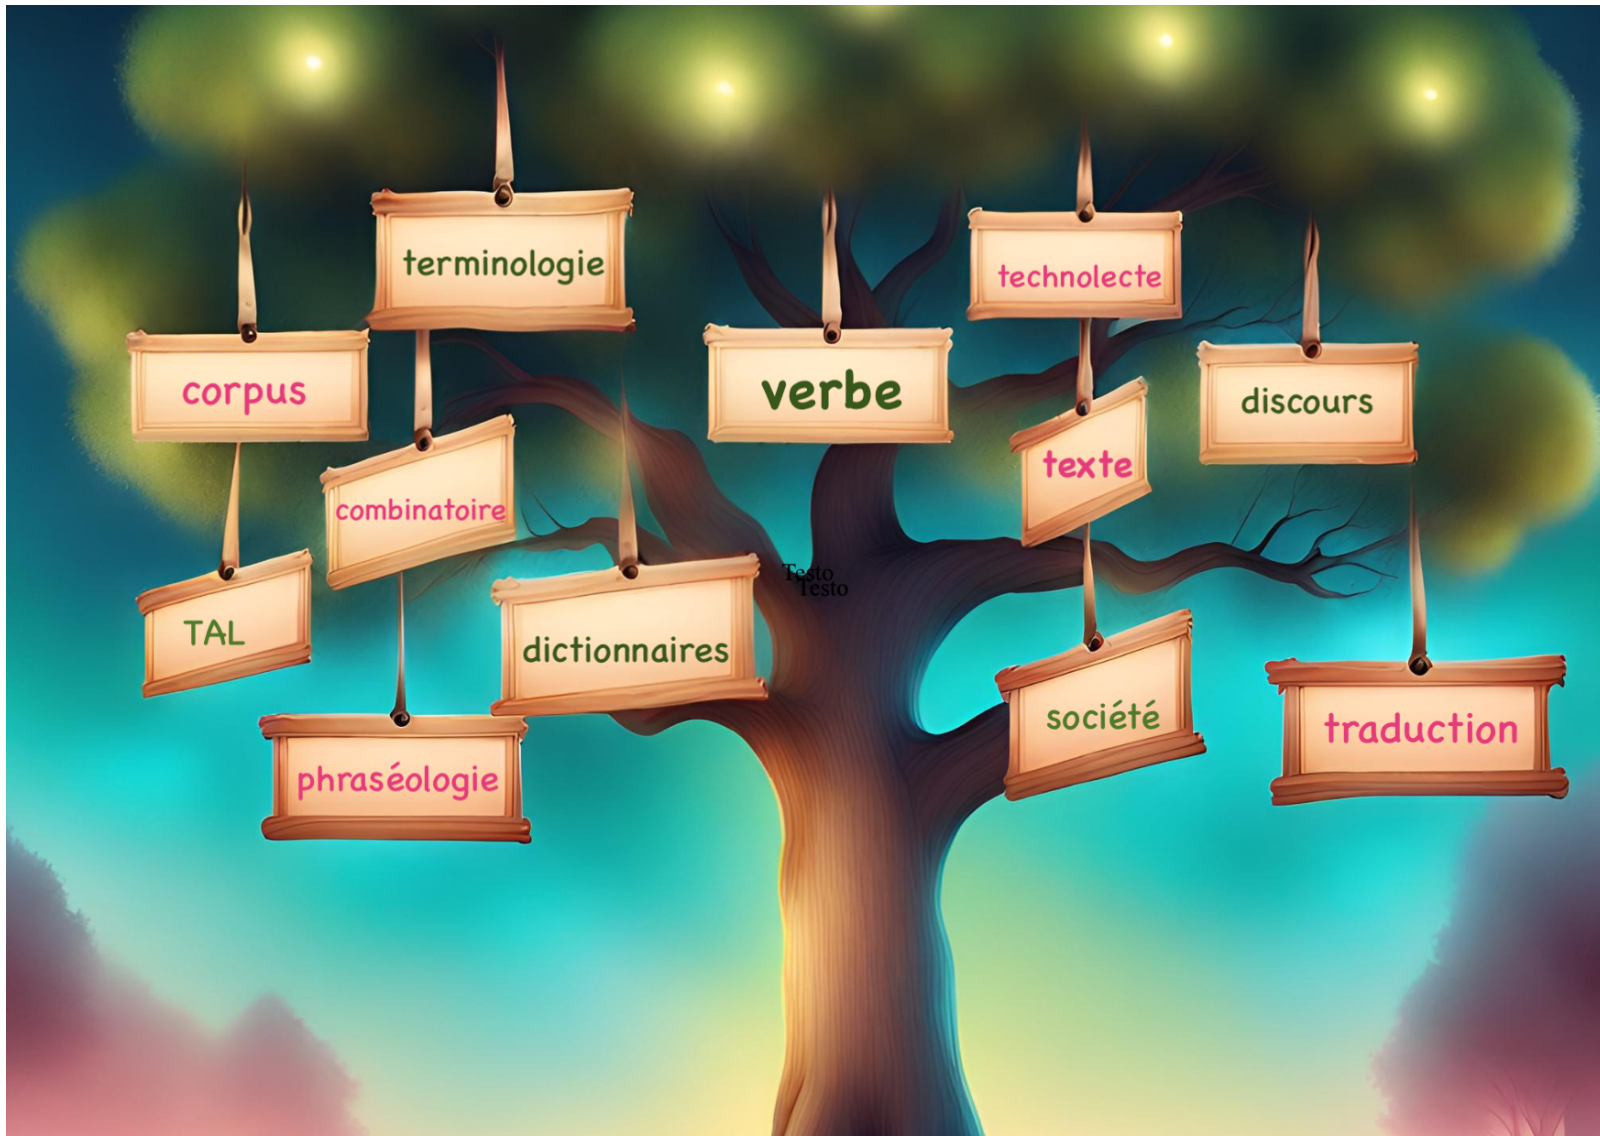 terminologie
technolecte
corpus
verbe
discours
texte
combinatoire
Testo
Testo
TAL
dictionnaires
société
traduction
phraséologie